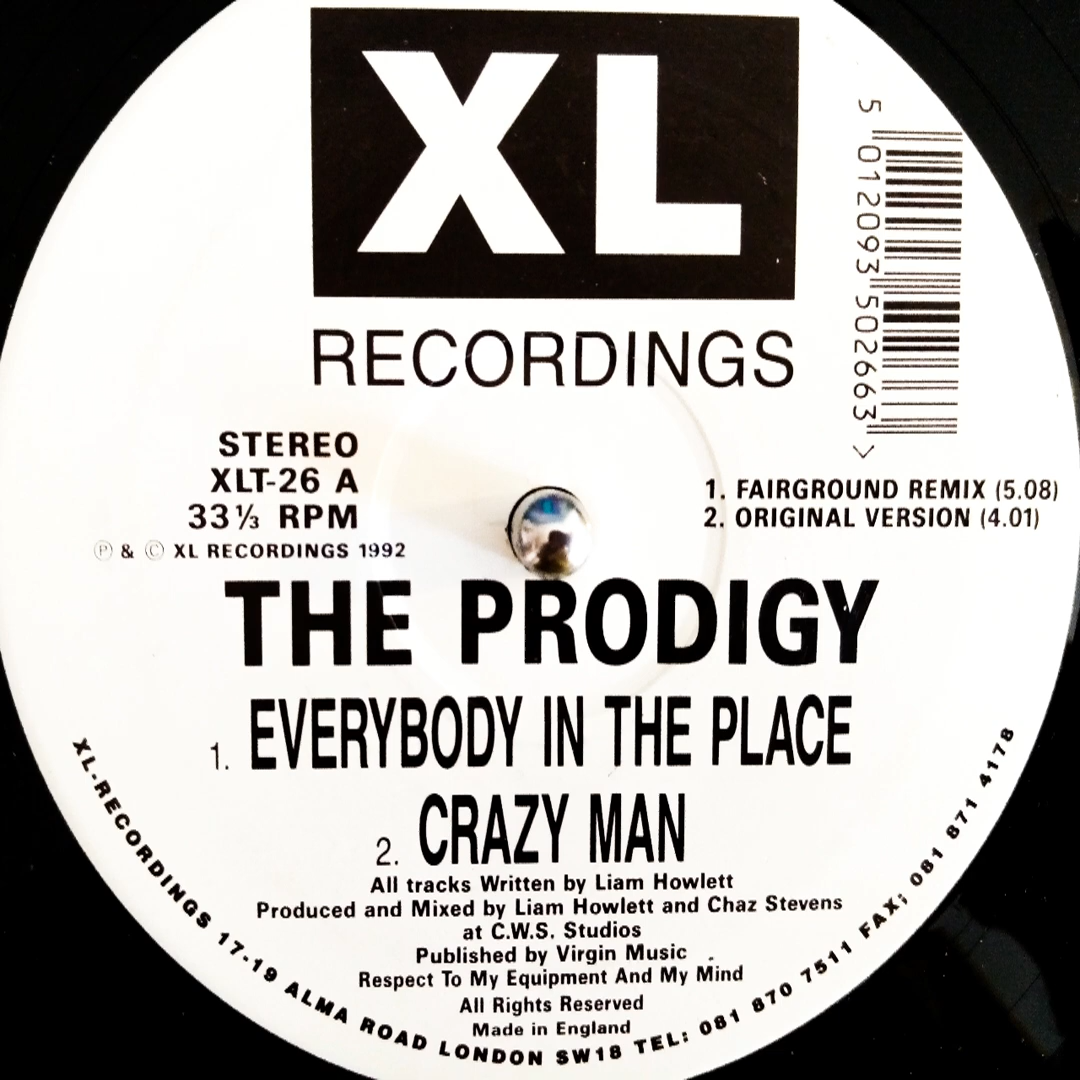 XL
RECORDINGS
5 012093 502663 >
STEREO
XLT-26 A
33⅓ RPM
Ⓟ & Ⓒ XL RECORDINGS 1992
1. FAIRGROUND REMIX (5.08)
2. ORIGINAL VERSION (4.01)
THE PRODIGY
1. EVERYBODY IN THE PLACE
2. CRAZY MAN
All tracks Written by Liam Howlett
Produced and Mixed by Liam Howlett and Chaz Stevens
at C.W.S. Studios
Published by Virgin Music
Respect To My Equipment And My Mind
All Rights Reserved
Made in England
XL-RECORDINGS 17-19 ALMA ROAD LONDON SW18 TEL: 081 870 7511 FAX; 081 871 4178